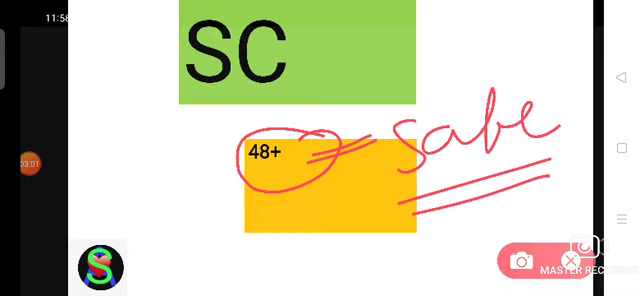 11:58
SC
48+ = safe
03:01
S
MASTER REC